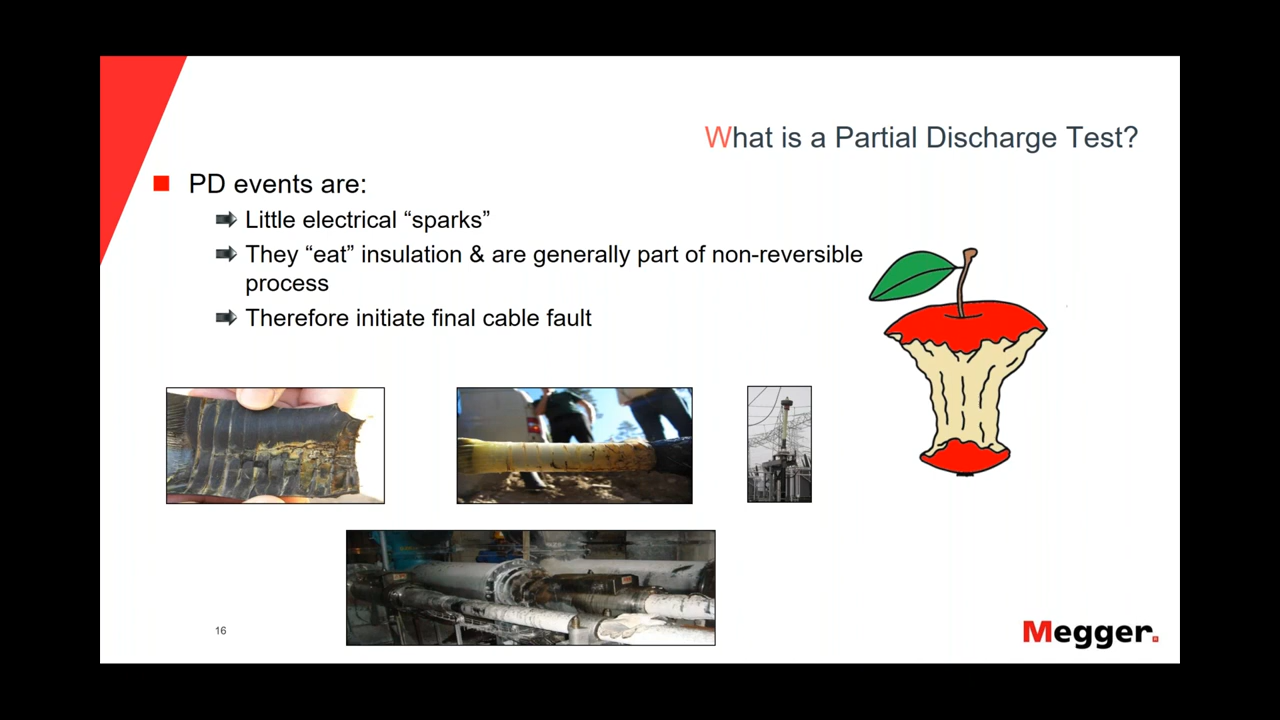 What is a Partial Discharge Test?
PD events are:
Little electrical “sparks”
They “eat” insulation & are generally part of non-reversible
process
Therefore initiate final cable fault
16
Megger.